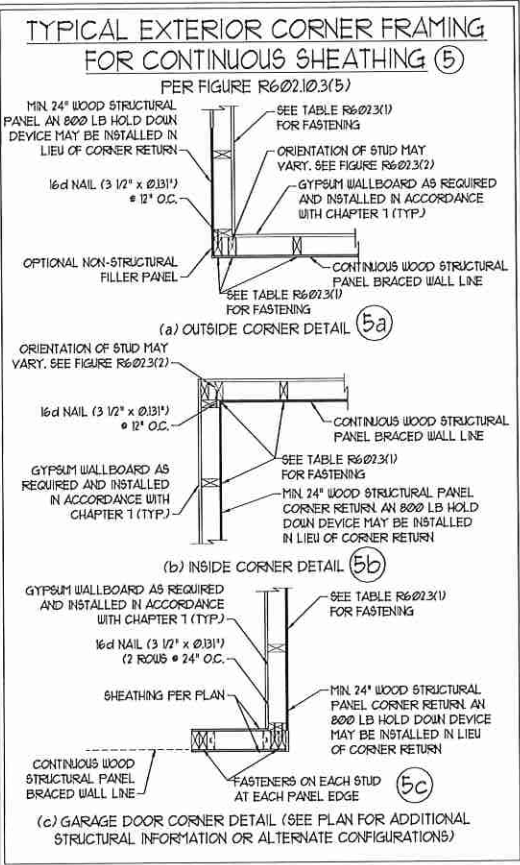 TYPICAL EXTERIOR CORNER FRAMING
FOR CONTINUOUS SHEATHING 5
PER FIGURE R602.10.3(5)
MIN. 24" WOOD STRUCTURAL
PANEL AN 800 LB HOLD DOWN
DEVICE MAY BE INSTALLED IN
LIEU OF CORNER RETURN
SEE TABLE R602.3(1)
FOR FASTENING
ORIENTATION OF STUD MAY
VARY. SEE FIGURE R602.3(2)
16d NAIL (3 1/2" x 0.131")
@ 12" O.C.
GYPSUM WALLBOARD AS REQUIRED
AND INSTALLED IN ACCORDANCE
WITH CHAPTER 7 (TYP.)
OPTIONAL NON-STRUCTURAL
FILLER PANEL
CONTINUOUS WOOD STRUCTURAL
PANEL BRACED WALL LINE
SEE TABLE R602.3(1)
FOR FASTENING
(a) OUTSIDE CORNER DETAIL 5a
ORIENTATION OF STUD MAY
VARY. SEE FIGURE R602.3(2)
16d NAIL (3 1/2" x 0.131")
@ 12" O.C.
CONTINUOUS WOOD STRUCTURAL
PANEL BRACED WALL LINE
SEE TABLE R602.3(1)
FOR FASTENING
GYPSUM WALLBOARD AS
REQUIRED AND INSTALLED
IN ACCORDANCE WITH
CHAPTER 7 (TYP.)
MIN. 24" WOOD STRUCTURAL PANEL
CORNER RETURN. AN 800 LB HOLD
DOWN DEVICE MAY BE INSTALLED
IN LIEU OF CORNER RETURN
(b) INSIDE CORNER DETAIL 5b
GYPSUM WALLBOARD AS REQUIRED
AND INSTALLED IN ACCORDANCE
WITH CHAPTER 7 (TYP.)
SEE TABLE R602.3(1)
FOR FASTENING
16d NAIL (3 1/2" x 0.131")
(2 ROWS @ 24" O.C.
SHEATHING PER PLAN
MIN. 24" WOOD STRUCTURAL
PANEL CORNER RETURN. AN
800 LB HOLD DOWN DEVICE
MAY BE INSTALLED IN LIEU
OF CORNER RETURN
CONTINUOUS WOOD
STRUCTURAL PANEL
BRACED WALL LINE
FASTENERS ON EACH STUD
AT EACH PANEL EDGE
5c
(c) GARAGE DOOR CORNER DETAIL (SEE PLAN FOR ADDITIONAL
STRUCTURAL INFORMATION OR ALTERNATE CONFIGURATIONS)